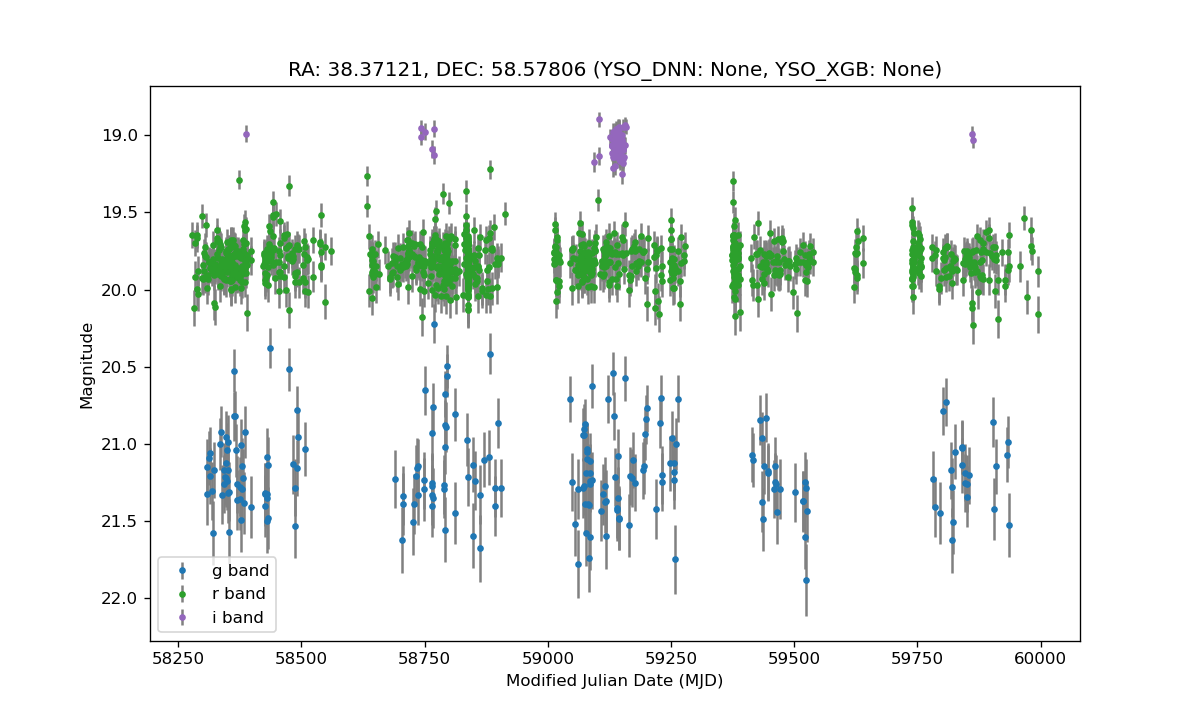 RA: 38.37121, DEC: 58.57806 (YSO_DNN: None, YSO_XGB: None)
19.0
19.5
20.0
20.5
21.0
21.5
22.0
Magnitude
g band
r band
i band
58250 58500 58750 59000 59250 59500 59750 60000
Modified Julian Date (MJD)